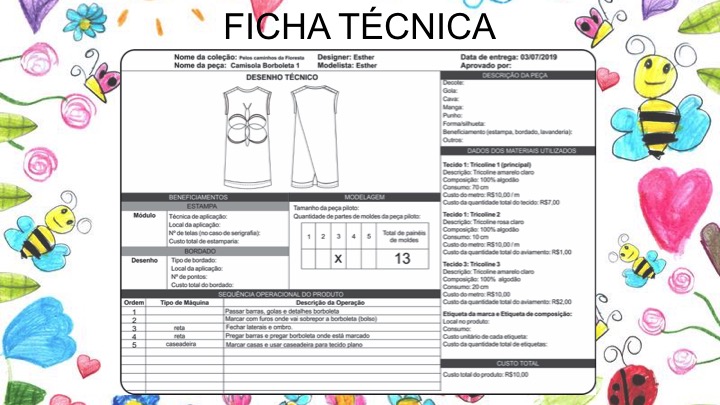 FICHA TÉCNICA
Nome da coleção: Pelos caminhos da Floresta Designer: Esther Data de entrega: 03/07/2019
Nome da peça: Camisola Borboleta 1 Modelista: Esther Aprovado por:
DESENHO TÉCNICO
DESCRIÇÃO DA PEÇA
Decote:
Gola:
Cava:
Manga:
Punho:
Forma/silhueta:
Beneficiamento (estampa, bordado, lavanderia):
Outros:
DADOS DOS MATERIAIS UTILIZADOS
Tecido 1: Tricoline 1 (principal)
Descrição: Tricoline amarelo claro
Composição: 100% algodão
Consumo: 70 cm
Custo do metro: R$10,00 / m
Custo da quantidade total do tecido: R$7,00
Tecido 1: Tricoline 2
Descrição: Tricoline rosa claro
Composição: 100% algodão
Consumo: 10 cm
Custo do metro: R$10,00 / m
Custo da quantidade total do aviamento: R$1,00
Tecido 3: Tricoline 3
Descrição: Tricoline amarelo claro
Composição: 100% algodão
Consumo: 20 cm
Custo do metro: R$10,00
Custo da quantidade total do aviamento: R$2,00
Etiqueta da marca e Etiqueta de composição:
Local no produto:
Consumo:
Custo unitário de cada etiqueta:
Custo da quantidade total de etiquetas:
CUSTO TOTAL
Custo total do produto: R$10,00
BENEFICIAMENTOS
ESTAMPA
Módulo
Técnica de aplicação:
Local da aplicação:
Nº de telas (no caso de serigrafia):
Custo total de estamparia:
BORDADO
Desenho
Tipo de bordado:
Local da aplicação:
Nº de pontos:
Custo total do bordado:
MODELAGEM
Tamanho da peça piloto:
Quantidade de partes de moldes da peça piloto:
1 2 3 4 5 Total de painéis
de moldes
X 13
SEQUÊNCIA OPERACIONAL DO PRODUTO
Ordem Tipo de Máquina Descrição da Operação
1 Passar barras, golas e detalhes borboleta
2 Marcar com furos onde vai sobrepor a borboleta (bolso)
3 reta Fechar laterais e ombro.
4 reta Pregar barras e pregar borboleta onde está marcado
5 caseadeira Marcar casas e usar caseadeira para tecido plano